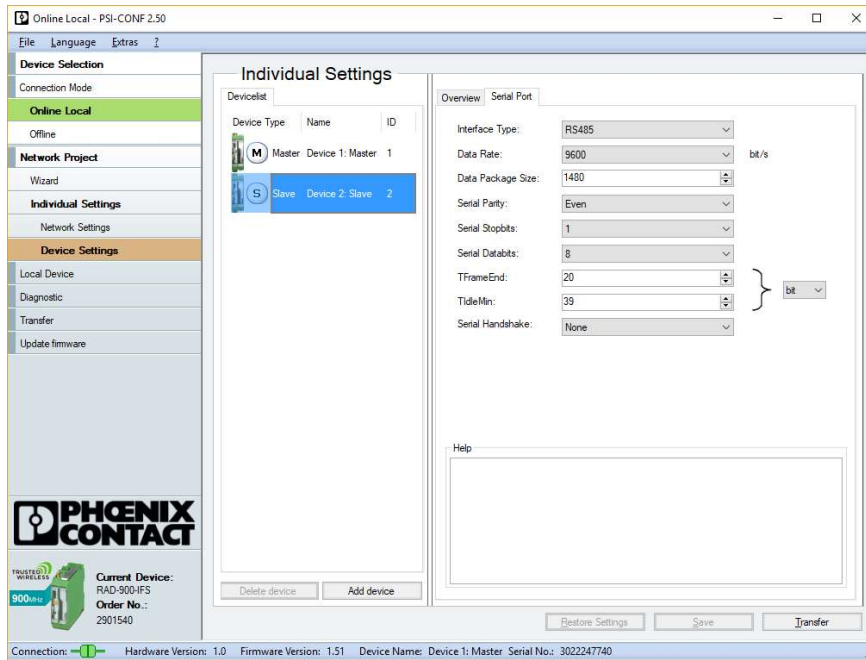 Online Local - PSI-CONF 2.50
File Language Extras ?
Device Selection
Connection Mode
Online Local
Offline
Network Project
Wizard
Individual Settings
Network Settings
Device Settings
Local Device
Diagnostic
Transfer
Update firmware
PHOENIX
CONTACT
TRUSTED
WIRELESS
900MHz
Current Device:
RAD-900-IFS
Order No.:
2901540
Individual Settings
Devicelist
Device Type Name ID
M Master Device 1: Master 1
S Slave Device 2: Slave 2
Delete device Add device
Overview Serial Port
Interface Type: RS485
Data Rate: 9600 bit/s
Data Package Size: 1480
Serial Parity: Even
Serial Stopbits: 1
Serial Databits: 8
TFrameEnd: 20
TIdleMin: 39
bit
Serial Handshake: None
Help
Restore Settings Save Transfer
Connection: Hardware Version: 1.0 Firmware Version: 1.51 Device Name: Device 1: Master Serial No.: 3022247740